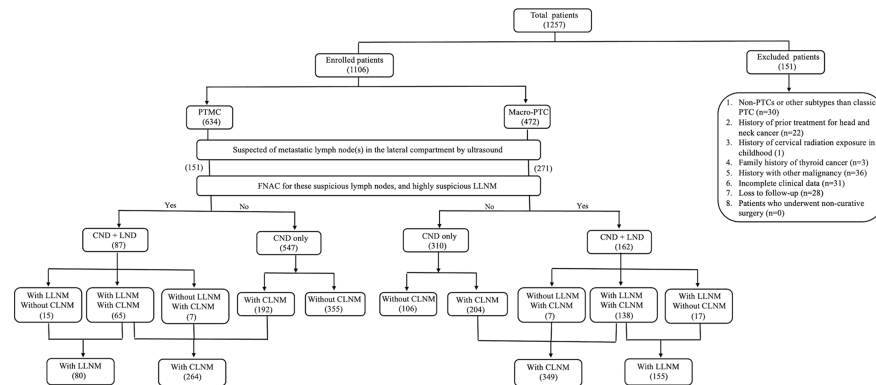 Total patients
(1257)
Enrolled patients
(1106)
Excluded patients
(151)
1. Non-PTCs or other subtypes than classic
PTC (n=30)
2. History of prior treatment for head and
neck cancer (n=22)
3. History of cervical radiation exposure in
childhood (1)
4. Family history of thyroid cancer (n=3)
5. History with other malignancy (n=36)
6. Incomplete clinical data (n=31)
7. Loss to follow-up (n=28)
8. Patients who underwent non-curative
surgery (n=0)
PTMC
(634)
Macro-PTC
(472)
Suspected of metastatic lymph node(s) in the lateral compartment by ultrasound
(151)
(271)
FNAC for these suspicious lymph nodes, and highly suspicious LLNM
Yes
No
No
Yes
CND + LND
(87)
CND only
(547)
CND only
(310)
CND + LND
(162)
With LLNM
Without CLNM
(15)
With LLNM
With CLNM
(65)
Without LLNM
With CLNM
(7)
With CLNM
(192)
Without CLNM
(355)
Without CLNM
(106)
With CLNM
(204)
Without LLNM
With CLNM
(7)
With LLNM
With CLNM
(138)
With LLNM
Without CLNM
(17)
With LLNM
(80)
With CLNM
(264)
With CLNM
(349)
With LLNM
(155)